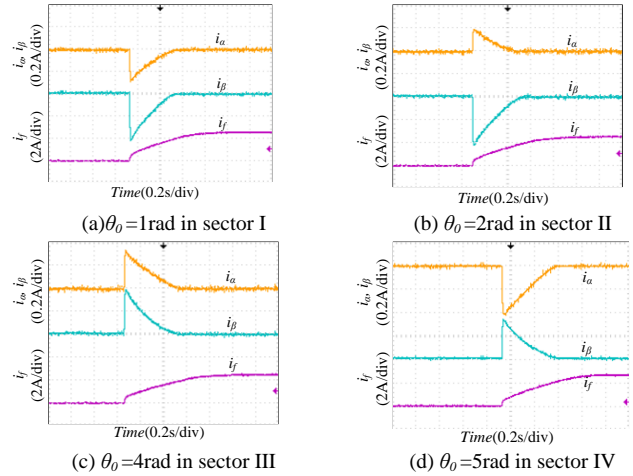 iα, iβ
(0.2A/div)
iα
iβ
if
if
(2A/div)
Time(0.2s/div)
(a)θ0 =1rad in sector I
iα, iβ
(0.2A/div)
iα
iβ
if
if
(2A/div)
Time(0.2s/div)
(b) θ0 =2rad in sector II
iα, iβ
(0.2A/div)
iα
iβ
if
if
(2A/div)
Time(0.2s/div)
(c) θ0 =4rad in sector III
iα, iβ
(0.2A/div)
iα
iβ
if
if
(2A/div)
Time(0.2s/div)
(d) θ0 =5rad in sector IV